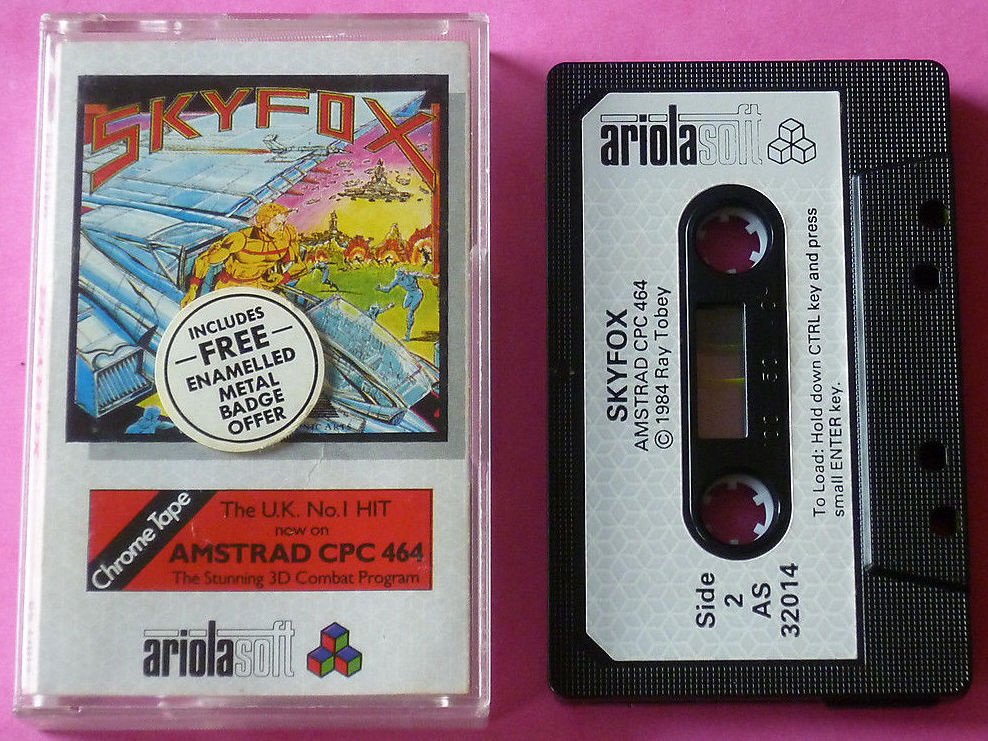 SKYFOX
INCLUDES
FREE
ENAMELLED
METAL
BADGE
OFFER
NIC ARTS
Chrome Tape
The U.K. No.1 HIT
new on
AMSTRAD CPC 464
The Stunning 3D Combat Program
ariolasoft
ariolasoft
SKYFOX
AMSTRAD CPC 464
© 1984 Ray Tobey
To Load: Hold down CTRL key and press
small ENTER key.
Side
2
AS
32014